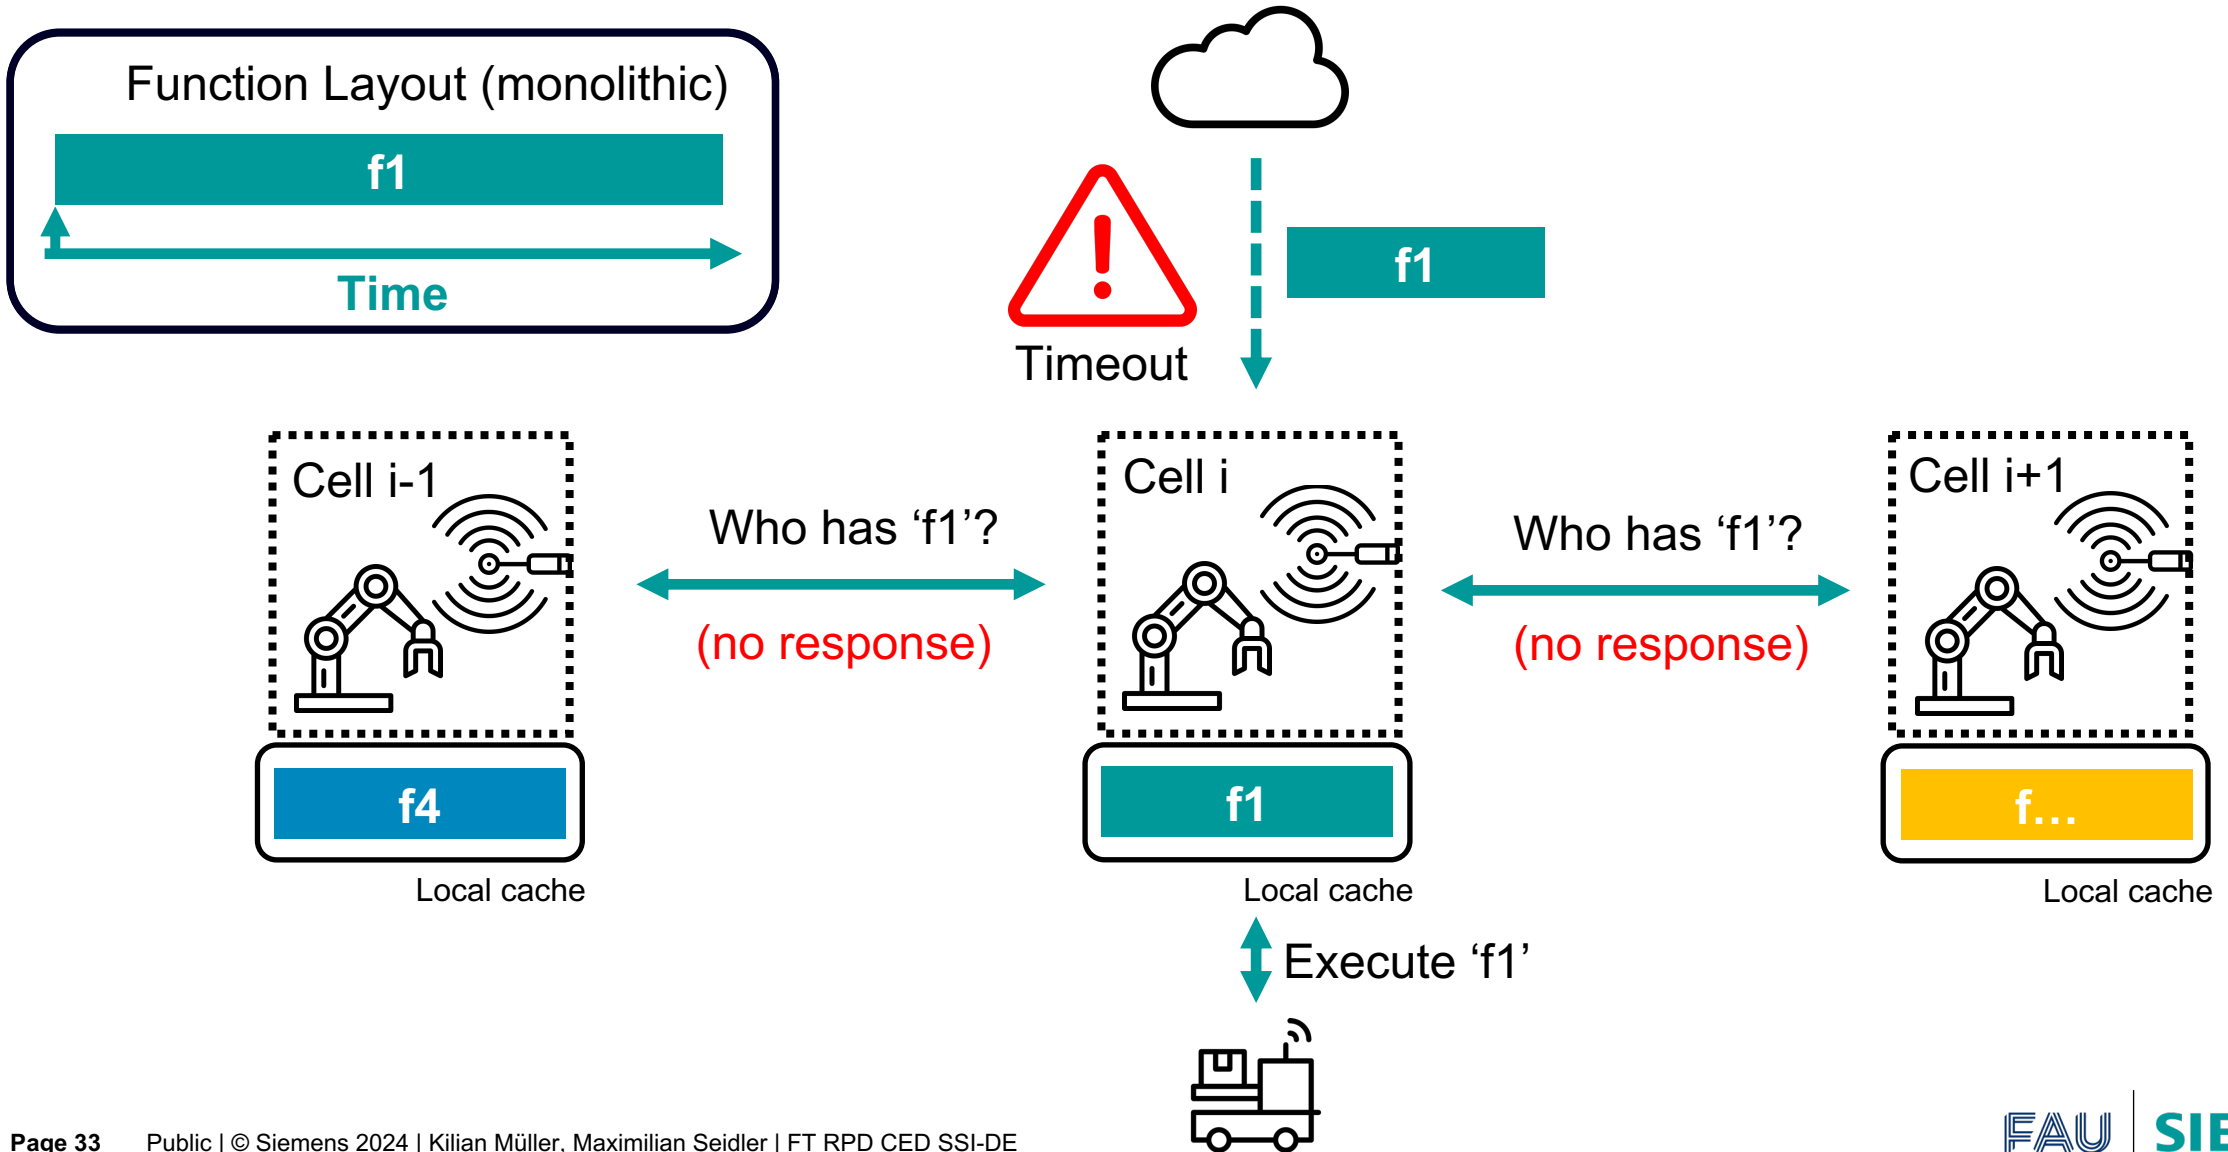 Function Layout (monolithic)
f1
Time
f1
Timeout
Cell i-1
Who has ‘f1’?
(no response)
Cell i
Who has ‘f1’?
(no response)
Cell i+1
f4
f1
f...
Local cache
Local cache
Local cache
Execute ‘f1’
Page 33 Public | © Siemens 2024 | Kilian Müller, Maximilian Seidler | FT RPD CED SSI-DE
FAU